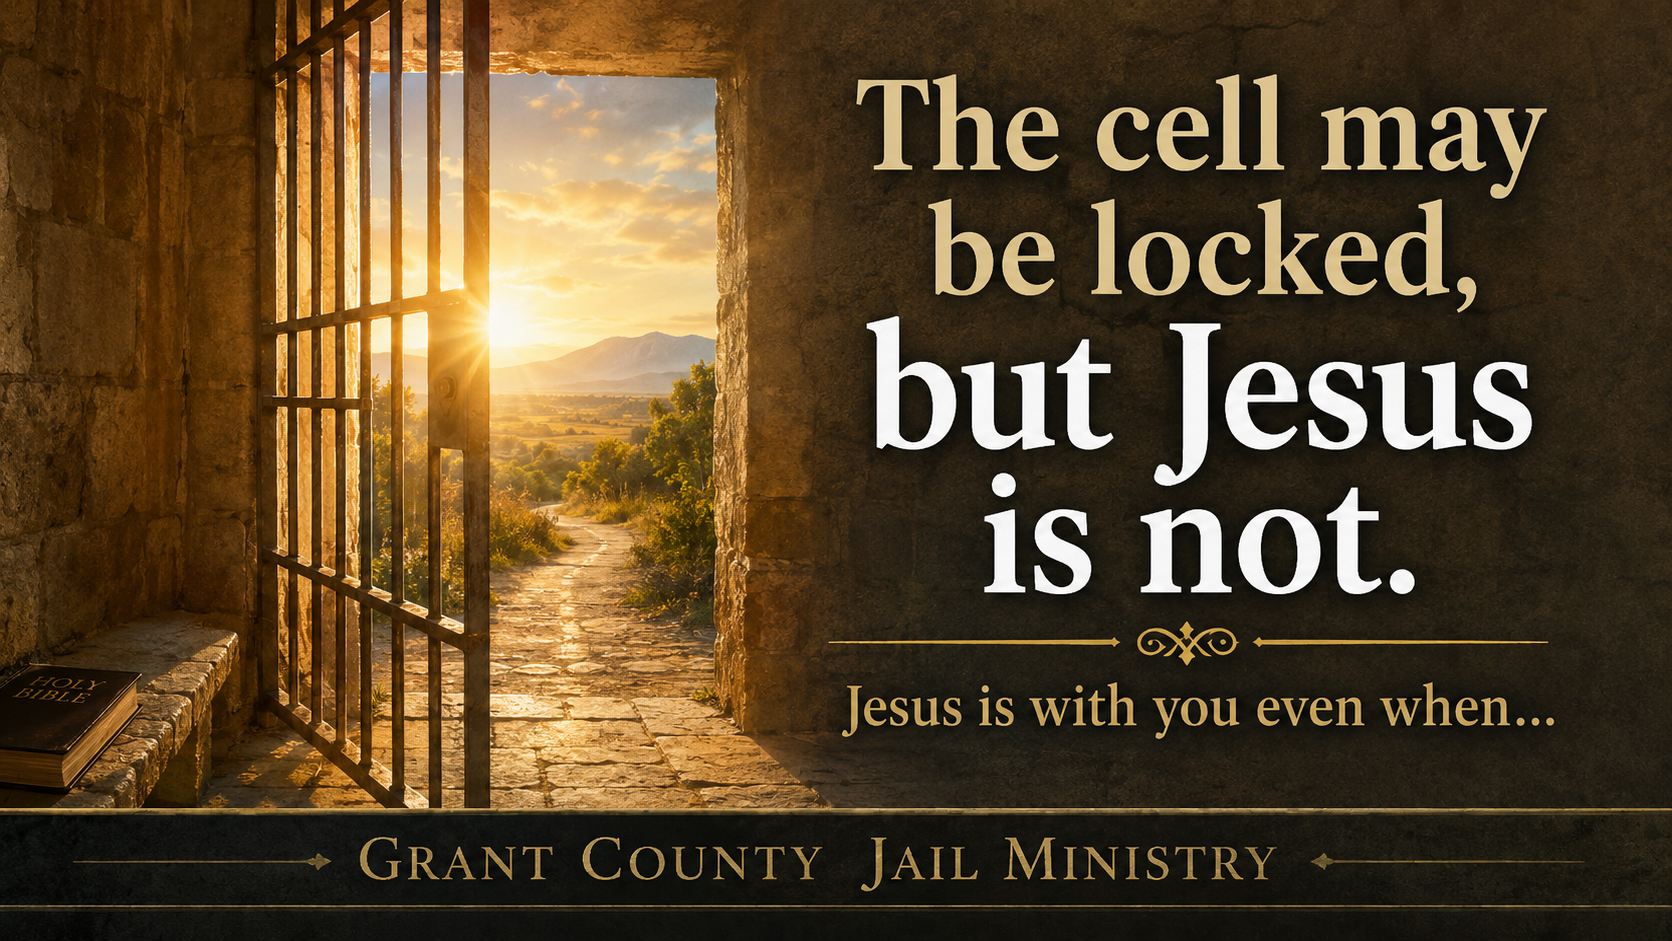 The cell may
be locked,
but Jesus
is not.
Jesus is with you even when...
HOLY
BIBLE
GRANT COUNTY JAIL MINISTRY